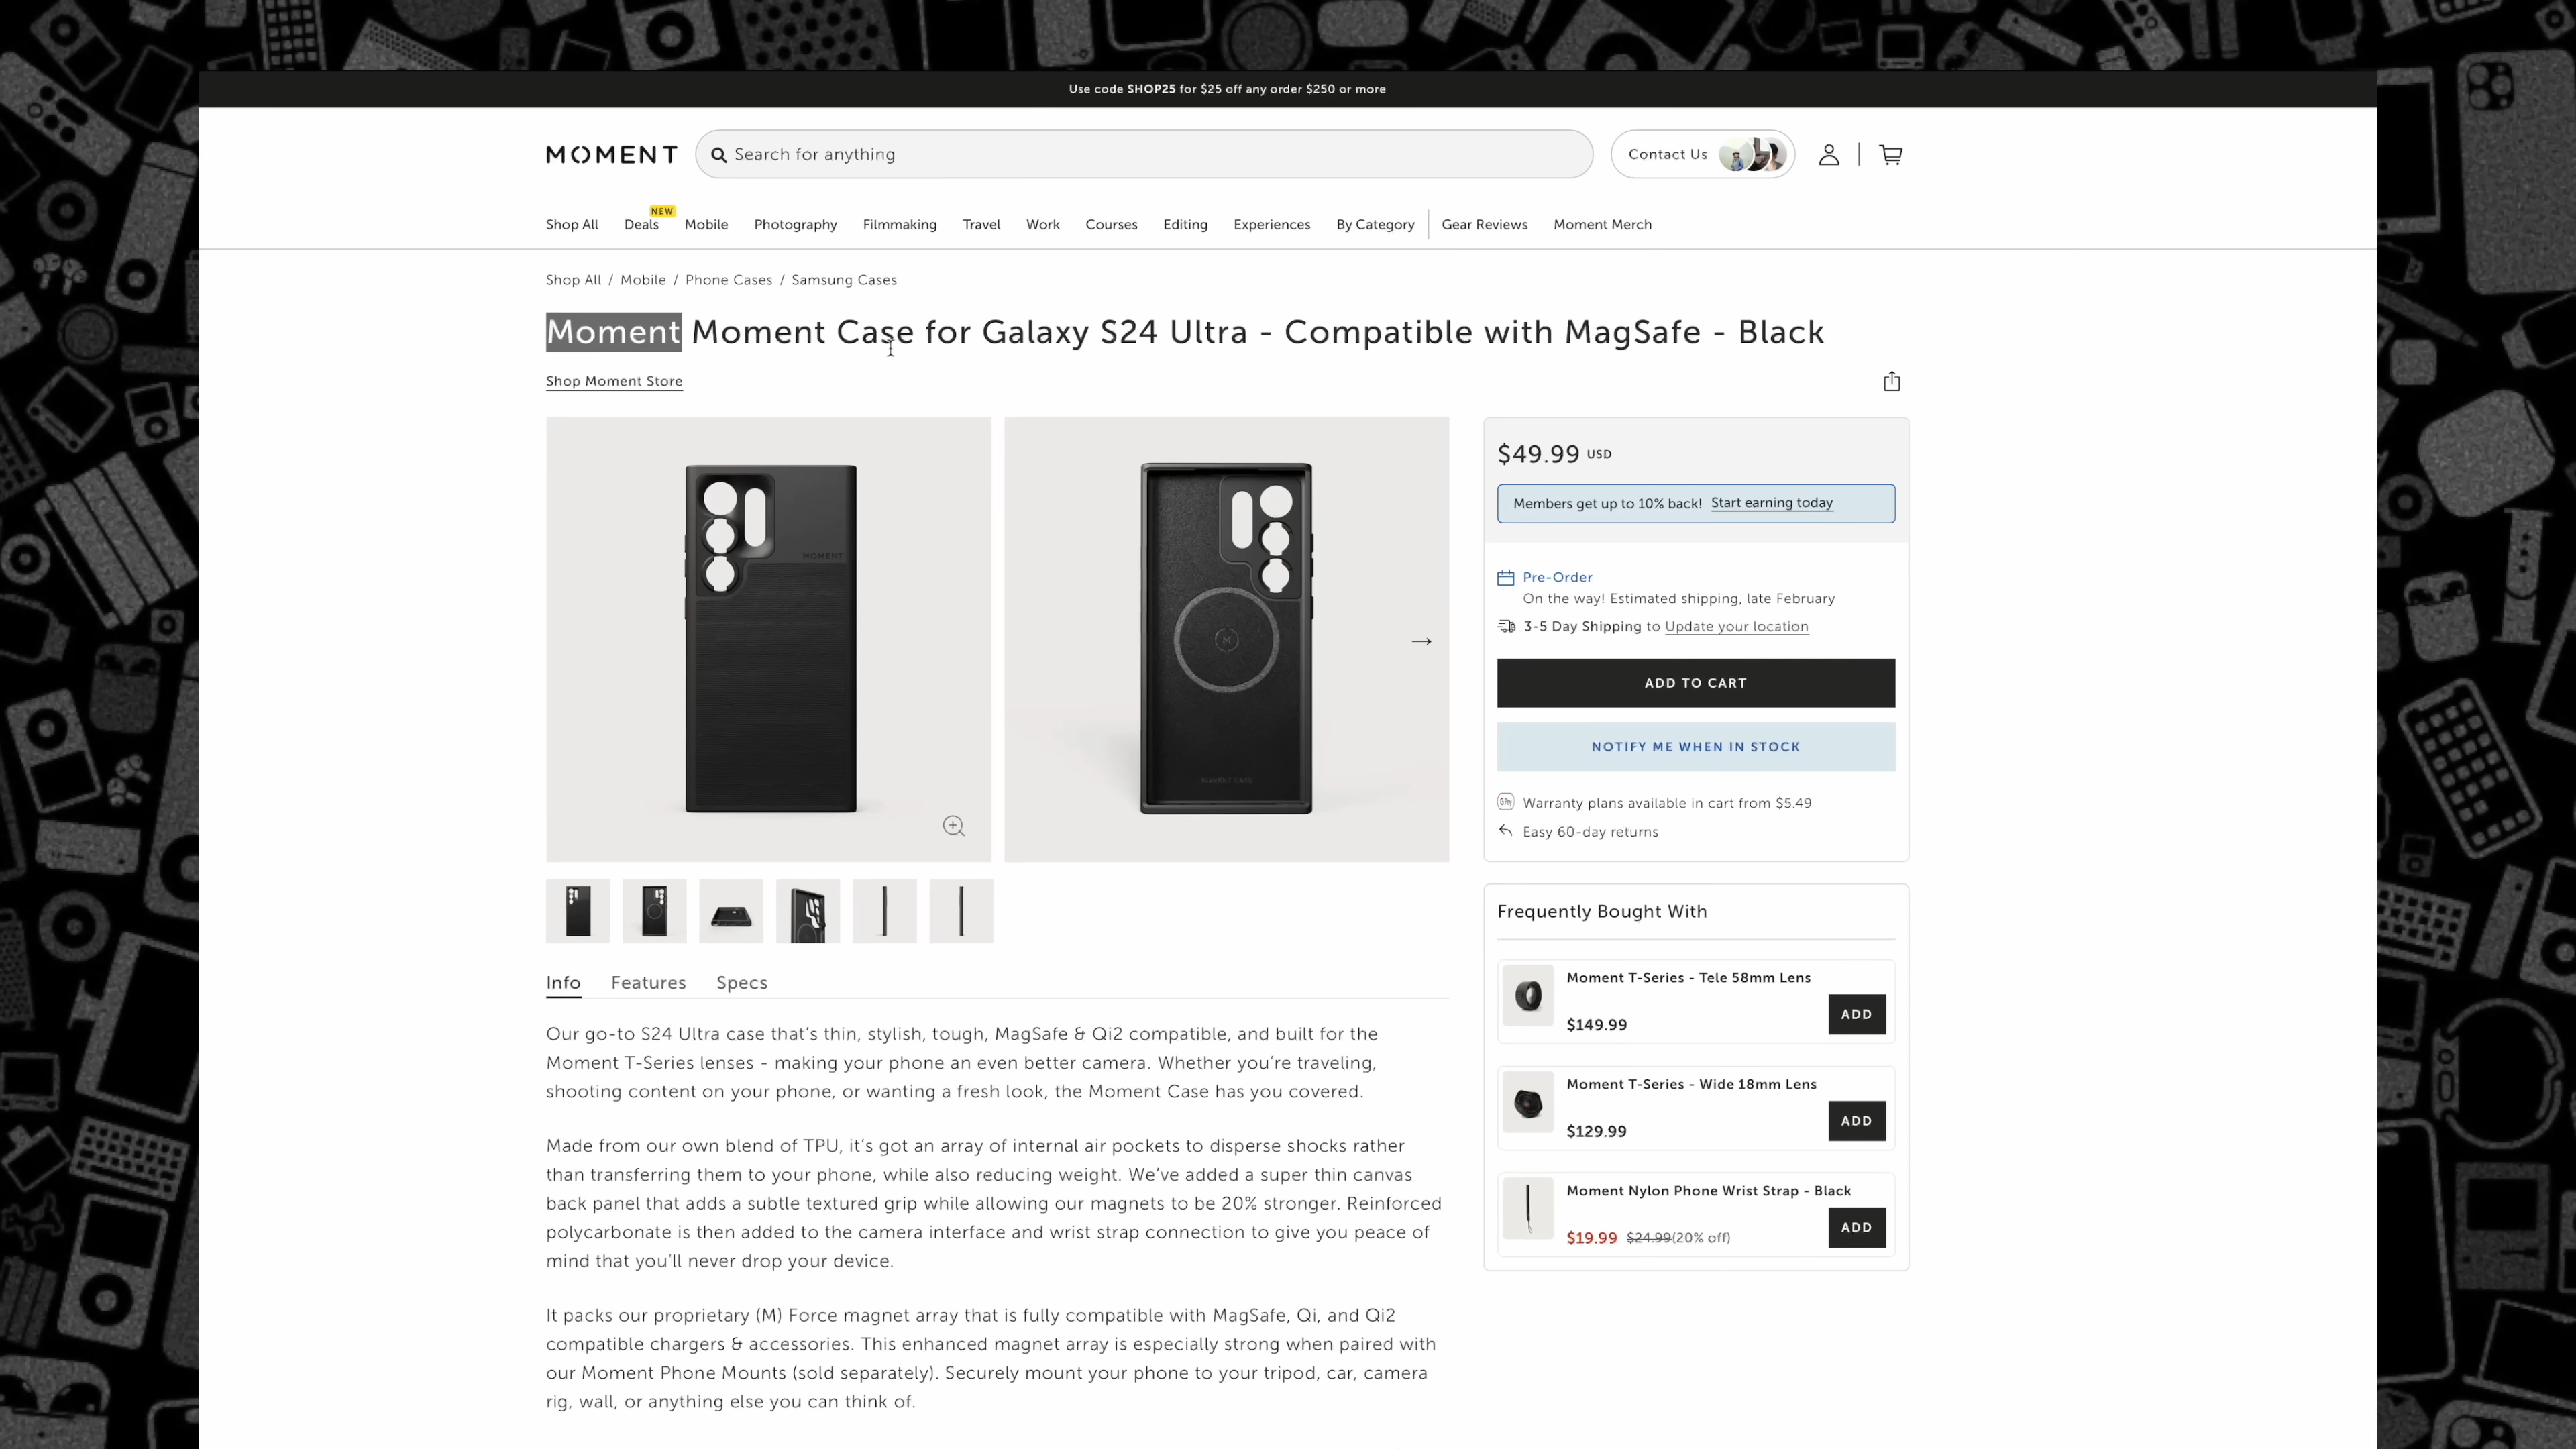 Use code SHOP25 for $25 off any order $250 or more
MOMENT
Search for anything
Contact Us
NEW
Shop All Deals Mobile Photography Filmmaking Travel Work Courses Editing Experiences By Category Gear Reviews Moment Merch
Shop All / Mobile / Phone Cases / Samsung Cases
Moment Moment Case for Galaxy S24 Ultra - Compatible with MagSafe - Black
Shop Moment Store
MOMENT
M
MOMENT CASE
$49.99 USD
Members get up to 10% back! Start earning today
Pre-Order
On the way! Estimated shipping, late February
3-5 Day Shipping to Update your location
ADD TO CART
NOTIFY ME WHEN IN STOCK
Warranty plans available in cart from $5.49
Easy 60-day returns
Info Features Specs
Our go-to S24 Ultra case that's thin, stylish, tough, MagSafe & Qi2 compatible, and built for the
Moment T-Series lenses - making your phone an even better camera. Whether you're traveling,
shooting content on your phone, or wanting a fresh look, the Moment Case has you covered.
Made from our own blend of TPU, it's got an array of internal air pockets to disperse shocks rather
than transferring them to your phone, while also reducing weight. We've added a super thin canvas
back panel that adds a subtle textured grip while allowing our magnets to be 20% stronger. Reinforced
polycarbonate is then added to the camera interface and wrist strap connection to give you peace of
mind that you'll never drop your device.
It packs our proprietary (M) Force magnet array that is fully compatible with MagSafe, Qi, and Qi2
compatible chargers & accessories. This enhanced magnet array is especially strong when paired with
our Moment Phone Mounts (sold separately). Securely mount your phone to your tripod, car, camera
rig, wall, or anything else you can think of.
Frequently Bought With
Moment T-Series - Tele 58mm Lens
$149.99
ADD
Moment T-Series - Wide 18mm Lens
$129.99
ADD
Moment Nylon Phone Wrist Strap - Black
$19.99 $24.99(20% off)
ADD